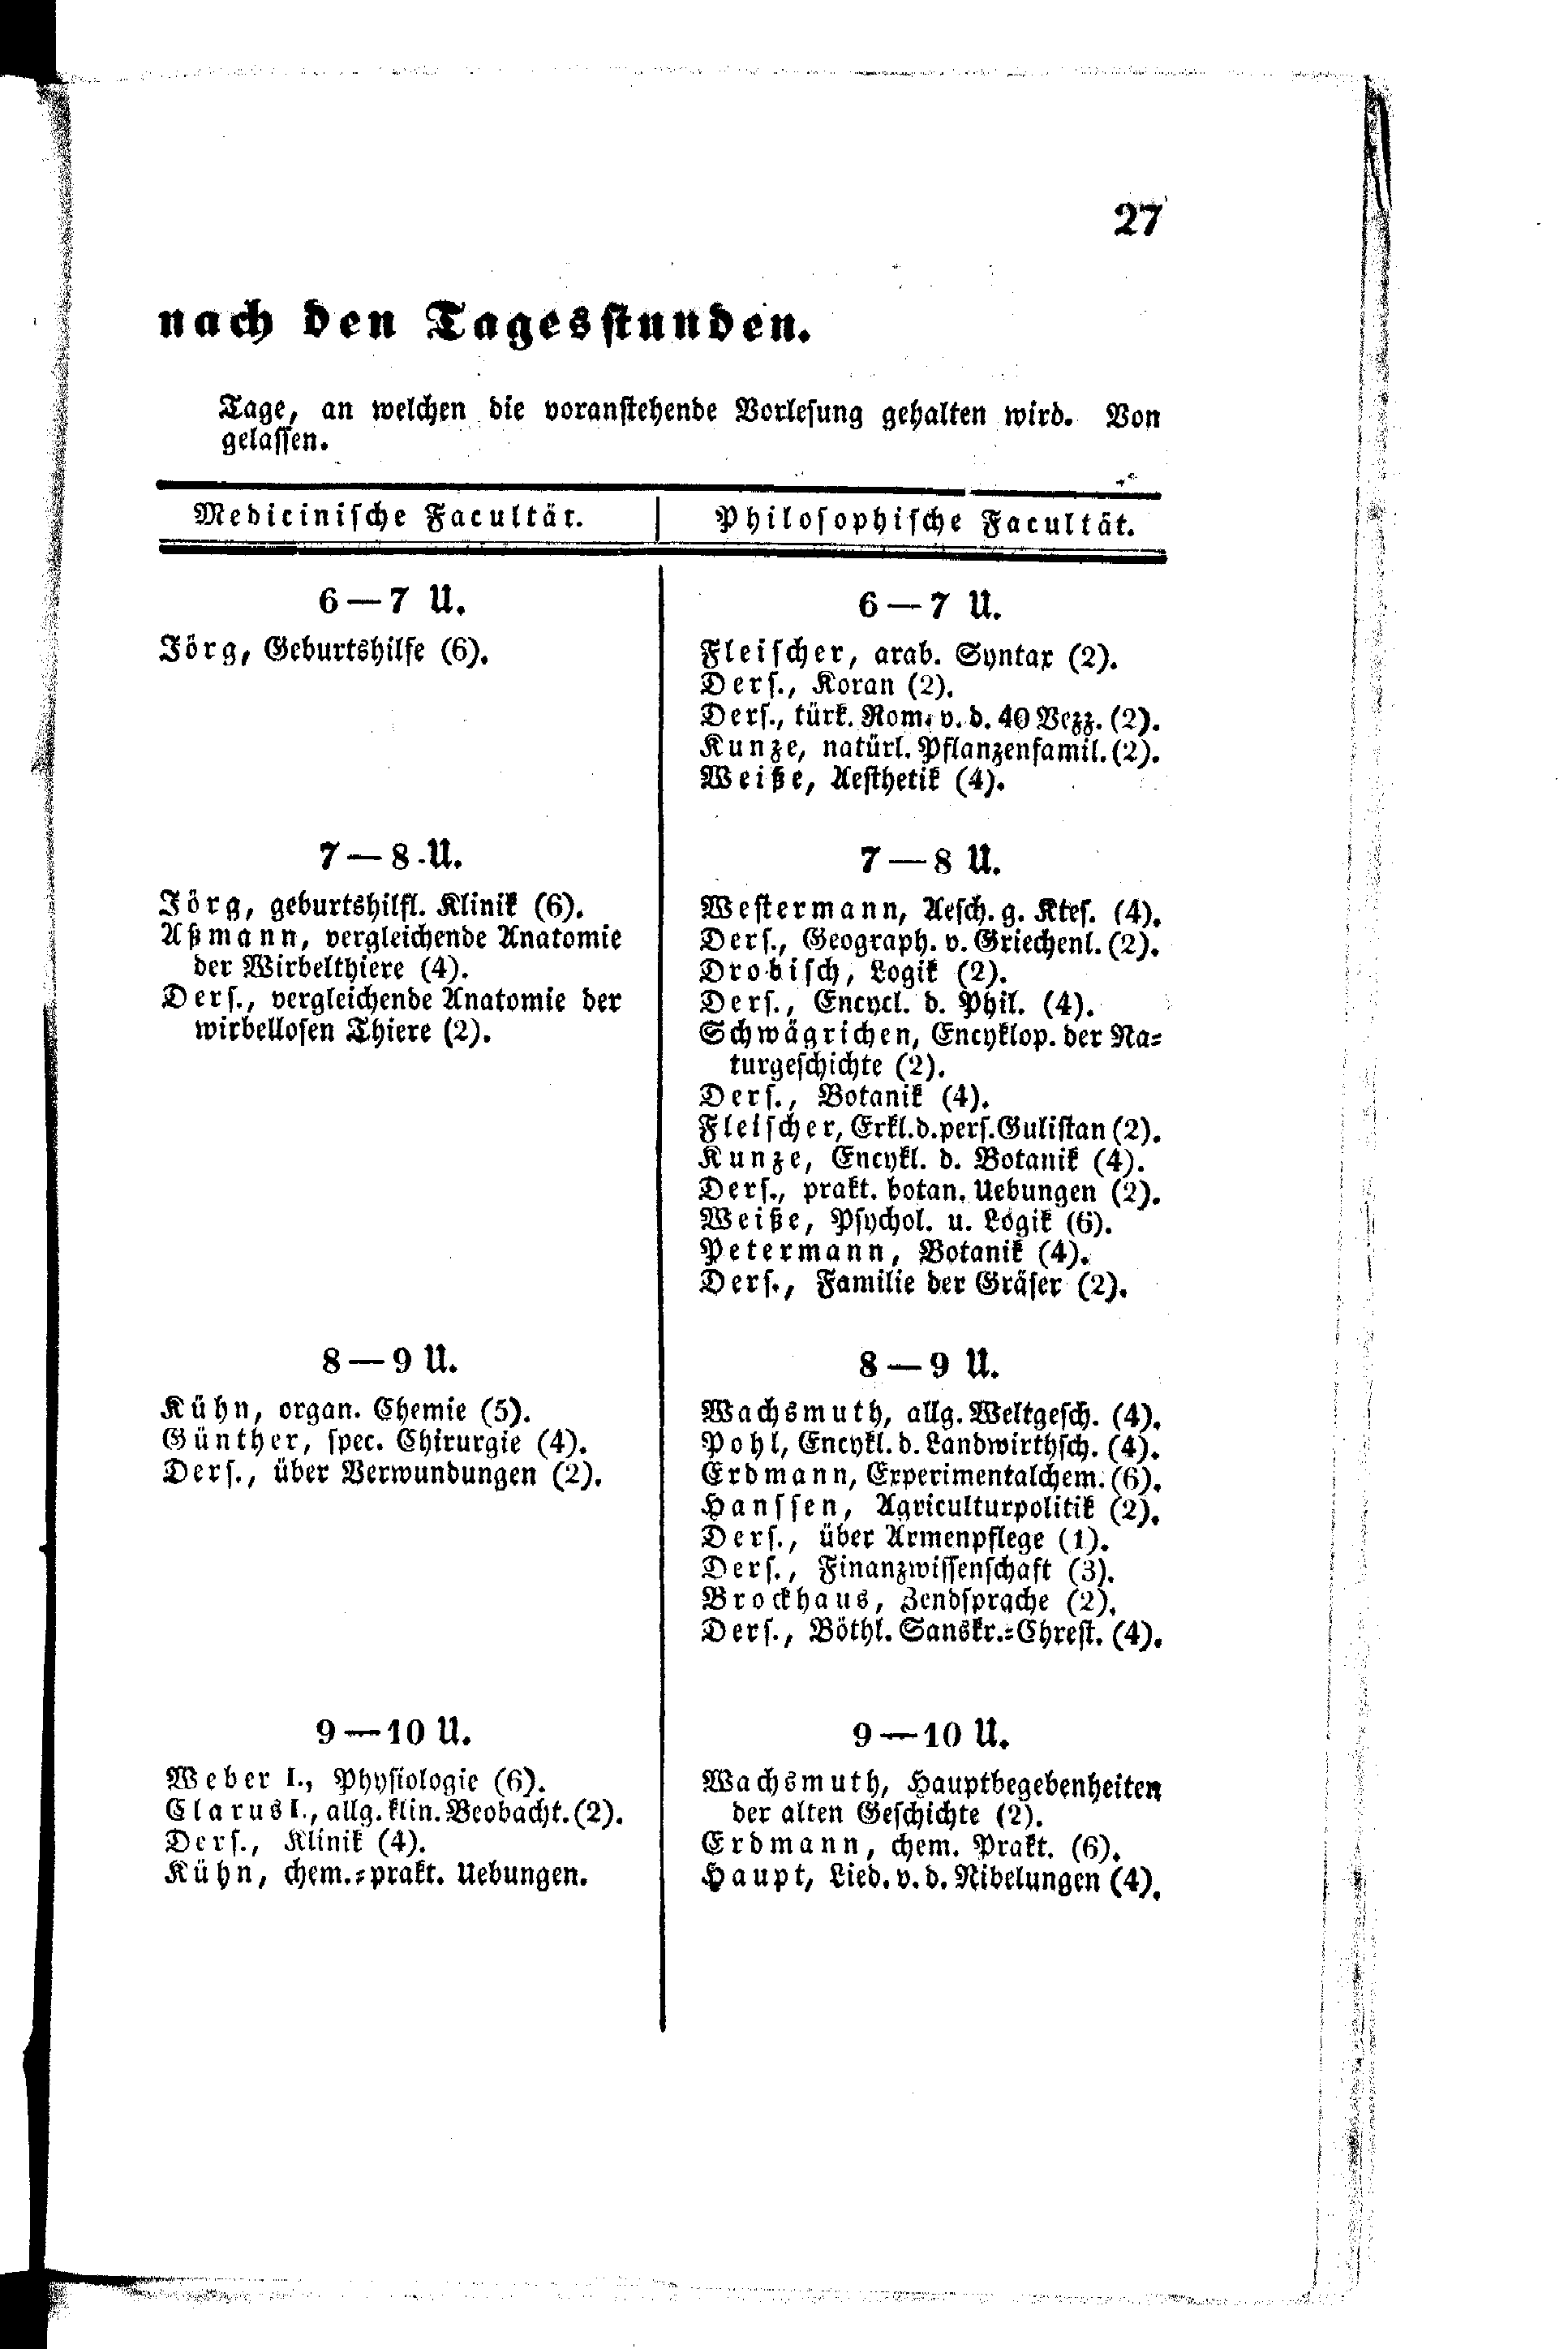 27
nach den Tagesstunden.
Tage, an welchen die voranstehende Vorlesung gehalten wird. Von
gelassen.
Medicinische Facultät.
6—7 U.
Jörg, Geburtshilfe (6).
7—8 U.
Jörg, geburtshilfl. Klinik (6).
Aßmann, vergleichende Anatomie
der Wirbelthiere (4).
Ders., vergleichende Anatomie der
wirbellosen Thiere (2).
8—9 U.
Kühn, organ. Chemie (5).
Günther, spec. Chirurgie (4).
Ders., über Verwundungen (2).
9—10 U.
Weber I., Physiologie (6).
Clarus I., allg. klin. Beobacht. (2).
Ders., Klinik (4).
Kühn, chem.-prakt. Uebungen.
Philosophische Facultät.
6—7 U.
Fleischer, arab. Syntax (2).
Ders., Koran (2).
Ders., türk. Rom. v. d. 40 Vezz. (2).
Kunze, natürl. Pflanzenfamil. (2).
Weiße, Aesthetik (4).
7—8 U.
Westermann, Aesch. g. Ktes. (4).
Ders., Geograph. v. Griechenl. (2).
Drobisch, Logik (2).
Ders., Encycl. d. Phil. (4).
Schwägrichen, Encyklop. der Na-
turgeschichte (2).
Ders., Botanik (4).
Fleischer, Erkl. d. pers. Gulistan (2).
Kunze, Encykl. d. Botanik (4).
Ders., prakt. botan. Uebungen (2).
Weiße, Psychol. u. Logik (6).
Petermann, Botanik (4).
Ders., Familie der Gräser (2).
8—9 U.
Wachsmuth, allg. Weltgesch. (4).
Pohl, Encykl. d. Landwirthsch. (4).
Erdmann, Experimentalchem. (6).
Hanssen, Agriculturpolitik (2).
Ders., über Armenpflege (1).
Ders., Finanzwissenschaft (3).
Brockhaus, Zendsprache (2).
Ders., Böthl. Sanskr.-Chrest. (4).
9—10 U.
Wachsmuth, Hauptbegebenheiten
der alten Geschichte (2).
Erdmann, chem. Prakt. (6).
Haupt, Lied. v. d. Nibelungen (4).